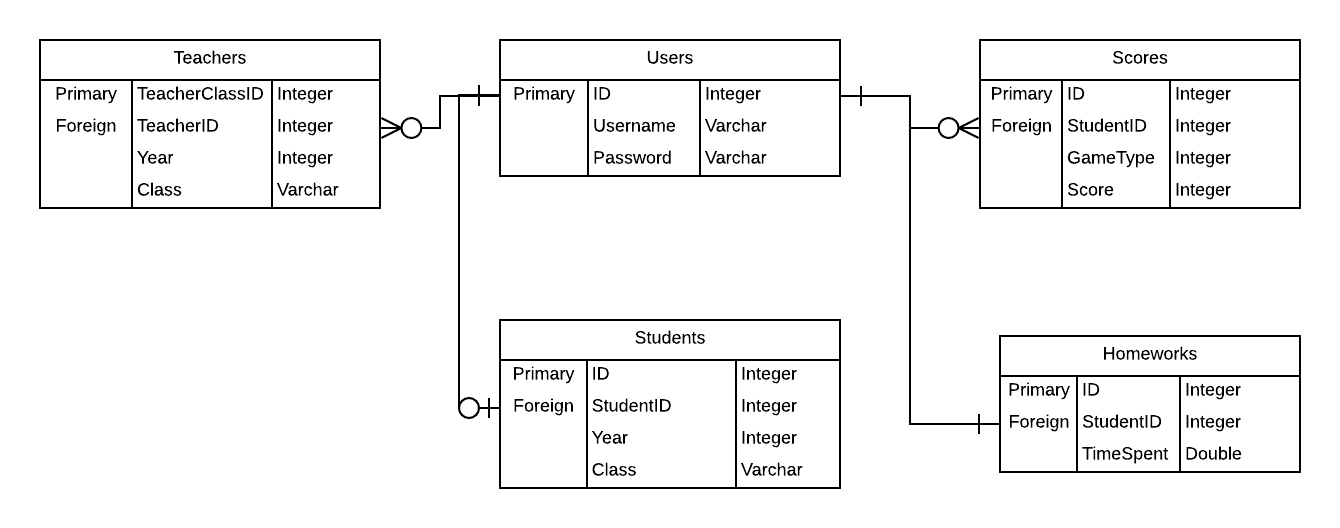 Teachers
Primary TeacherClassID Integer
Foreign TeacherID Integer
Year Integer
Class Varchar
Users
Primary ID Integer
Username Varchar
Password Varchar
Scores
Primary ID Integer
Foreign StudentID Integer
GameType Integer
Score Integer
Students
Primary ID Integer
Foreign StudentID Integer
Year Integer
Class Varchar
Homeworks
Primary ID Integer
Foreign StudentID Integer
TimeSpent Double